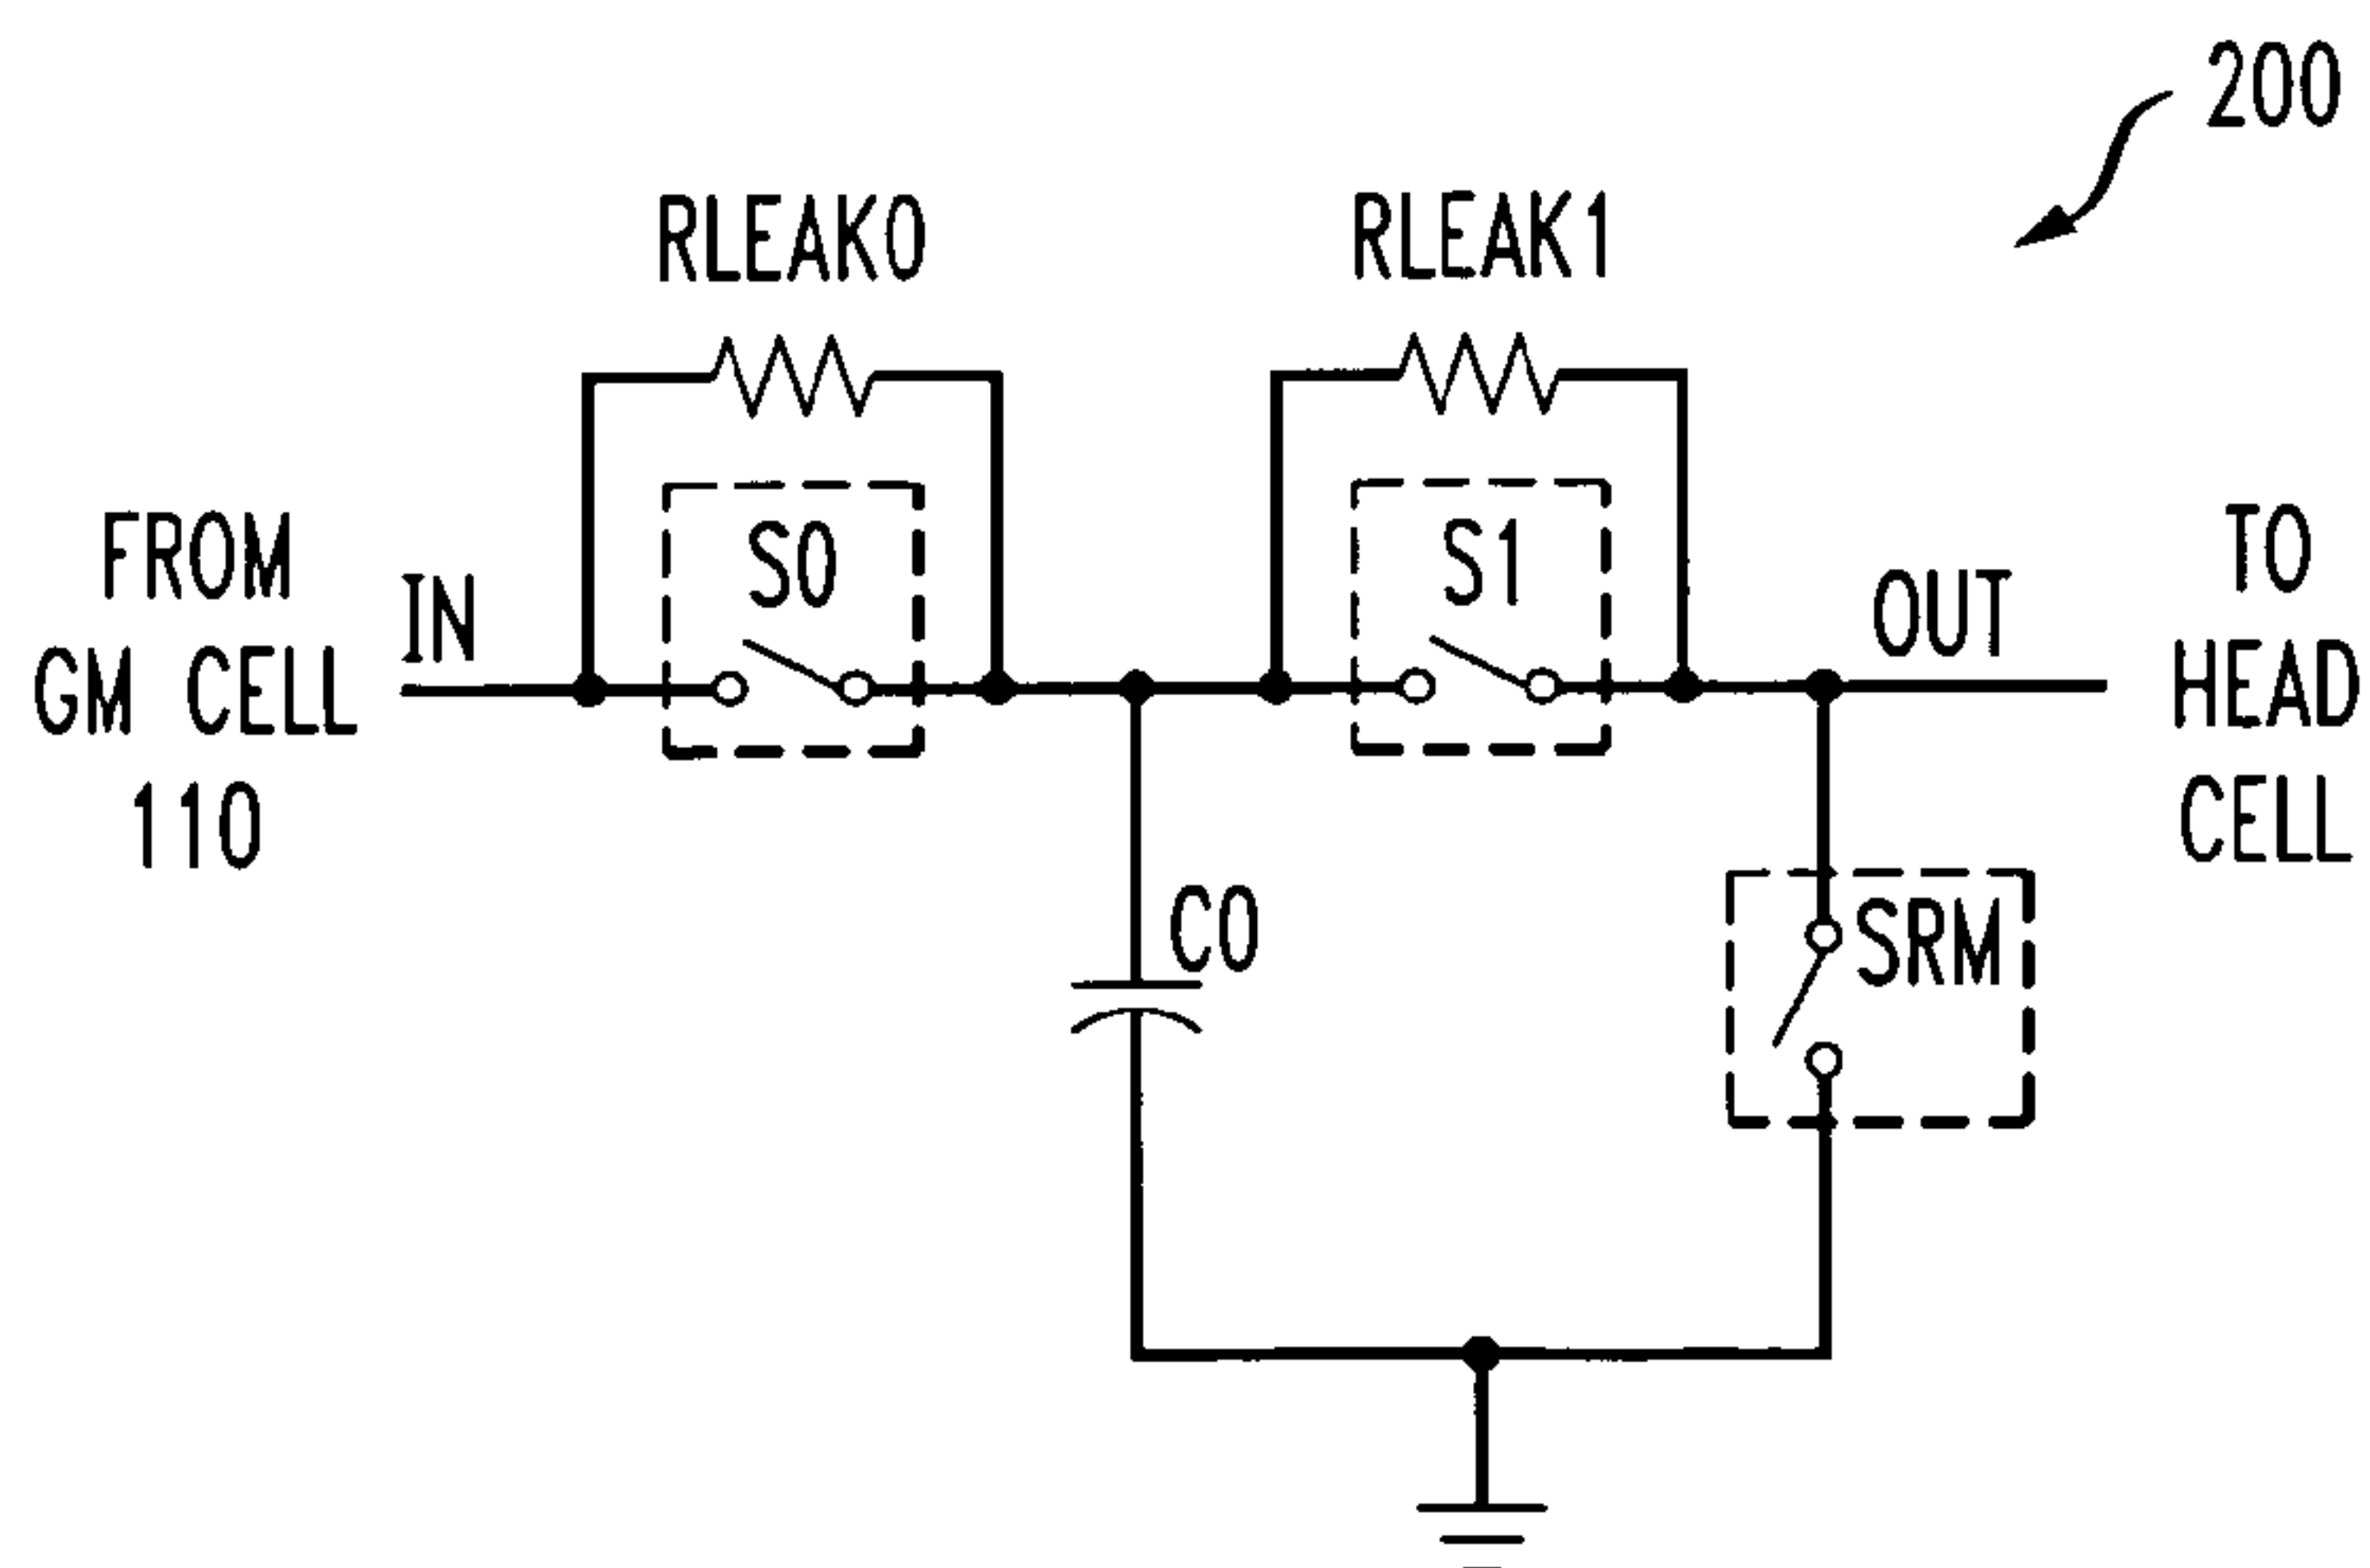 200
RLEAK0
RLEAK1
S0
S1
FROM
GM CELL
110
IN
OUT
TO
HEAD
CELL
C0
SRM